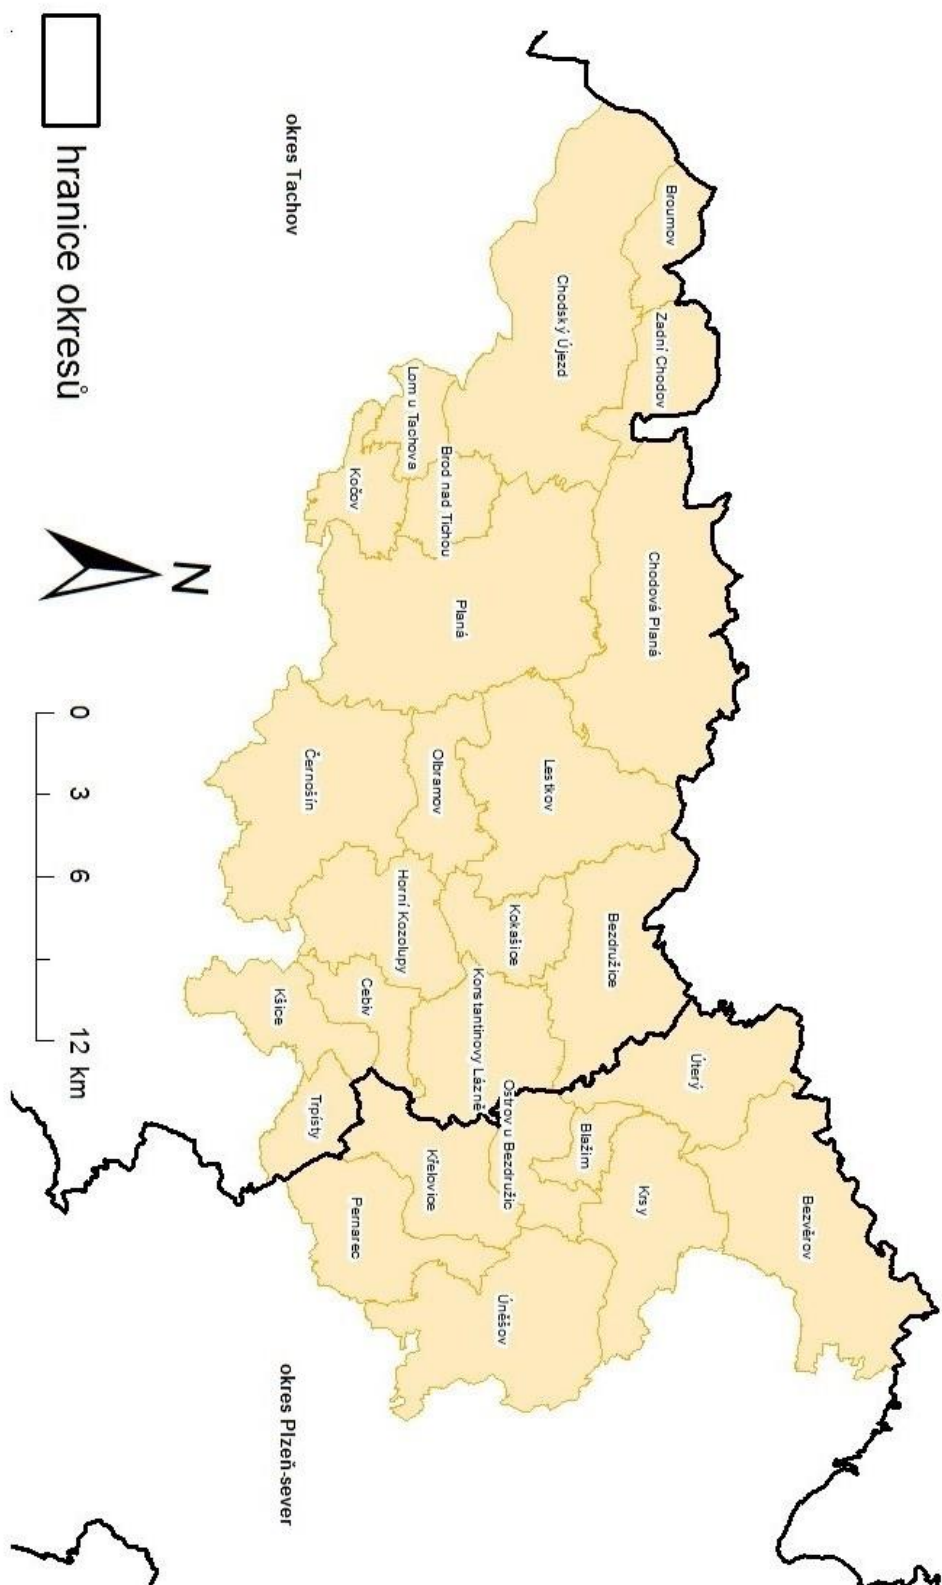 Bezvěrov
Broumov
Zadní Chodov
Úterý
Chodová Planá
Krsy
Bezdružice
Blažim
Chodský Újezd
Lestkov
Kokašice
Ostrov u Bezdružic
Úněšov
Konstantinovy Lázně
Planá
Brod nad Tichou
Olbramov
Křelovice
Lom u Tachova
Horní Kozolupy
Cebiv
Kočov
Pernarec
Černošín
Trpísty
Kšice
okres Tachov
okres Plzeň-sever
N
hranice okresů
0 3 6 12 km